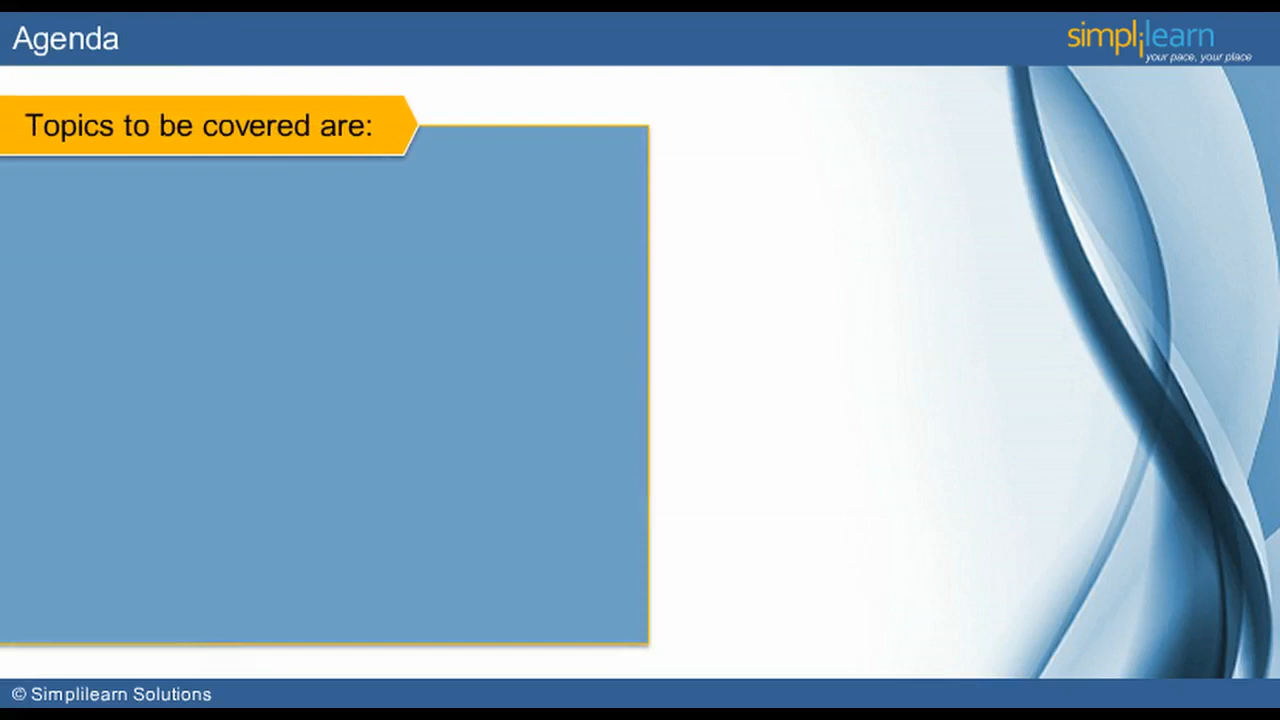 Agenda
simplilearn
your pace, your place
Topics to be covered are:
© Simplilearn Solutions